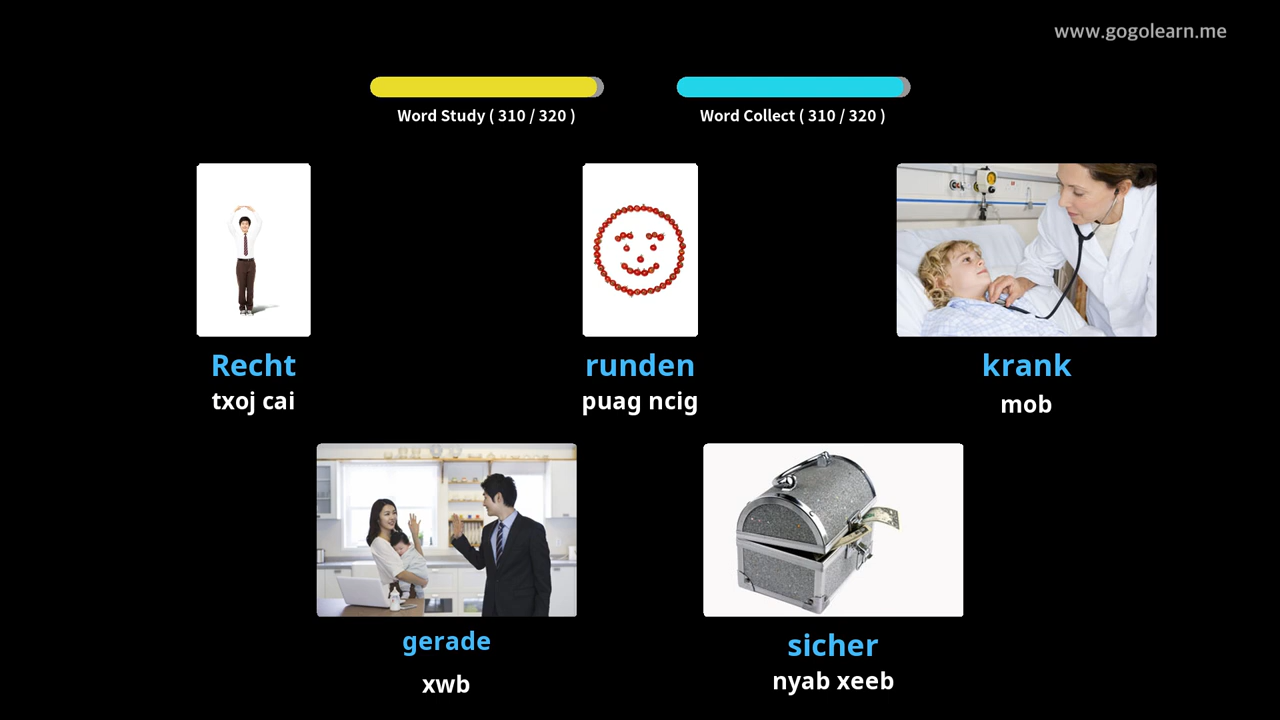 www.gogolearn.me
Word Study ( 310 / 320 )
Word Collect ( 310 / 320 )
Recht
txoj cai
runden
puag ncig
krank
mob
gerade
xwb
sicher
nyab xeeb